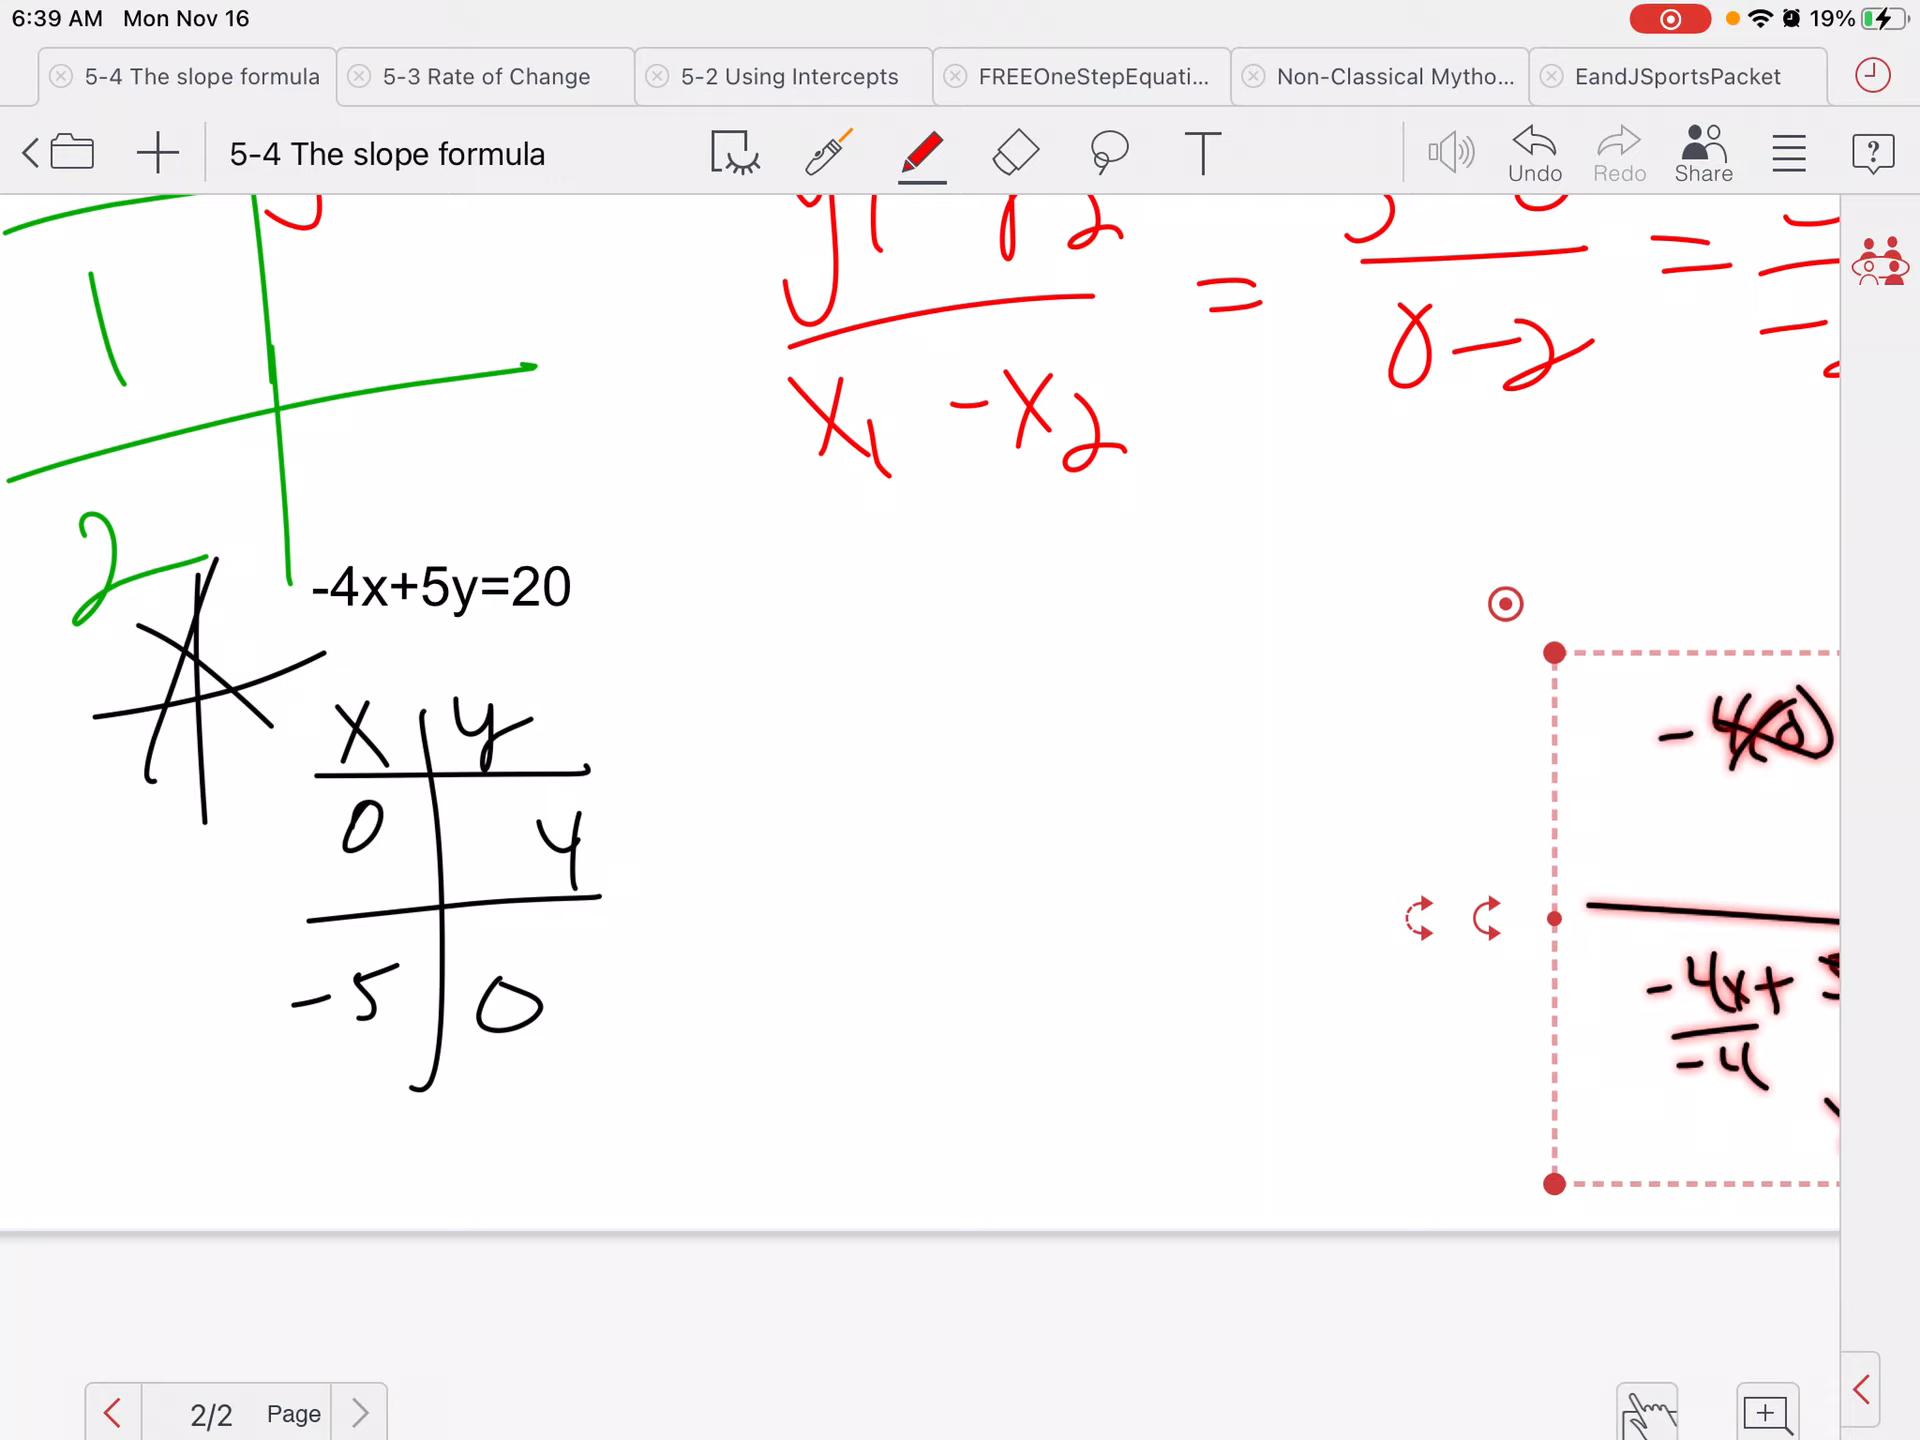 6:39 AM Mon Nov 16 19%
5-4 The slope formula 5-3 Rate of Change 5-2 Using Intercepts FREEOneStepEquati... Non-Classical Mytho... EandJSportsPacket
5-4 The slope formula T Undo Redo Share ?
1
=
=
0-2
x1 - x2
2
-4x+5y=20
x y
0 4
-5 0
-4(0)
-4x+
-4
2/2 Page